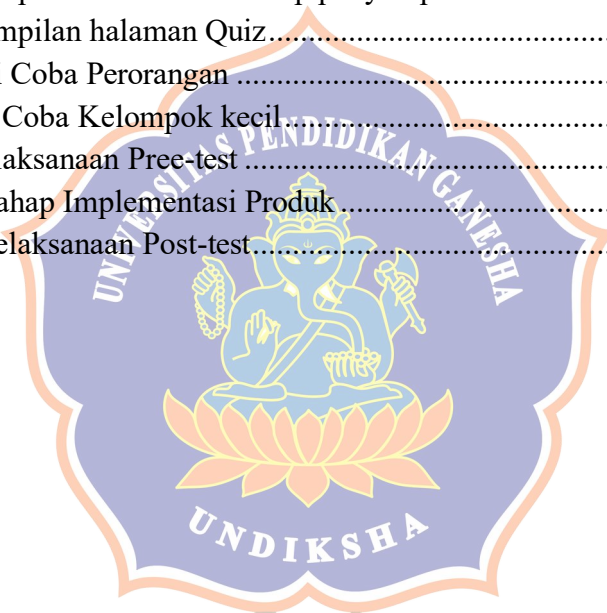 mpilan halaman Quiz....................................................
Coba Perorangan ....................................................
Coba Kelompok kecil....................................................
laksanaan Pree-test ....................................................
ahap Implementasi Produk....................................................
elaksanaan Post-test....................................................
UNIVERSITAS PENDIDIKAN GANESHA
UNDIKSHA